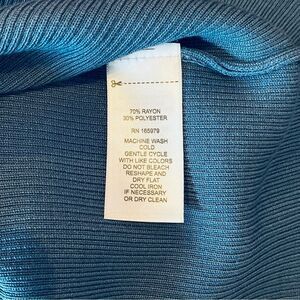 70% RAYON
30% POLYESTER
RN 165979
MACHINE WASH
COLD
GENTLE CYCLE
WITH LIKE COLORS
DO NOT BLEACH
RESHAPE AND
DRY FLAT
COOL IRON
IF NECESSARY
OR DRY CLEAN